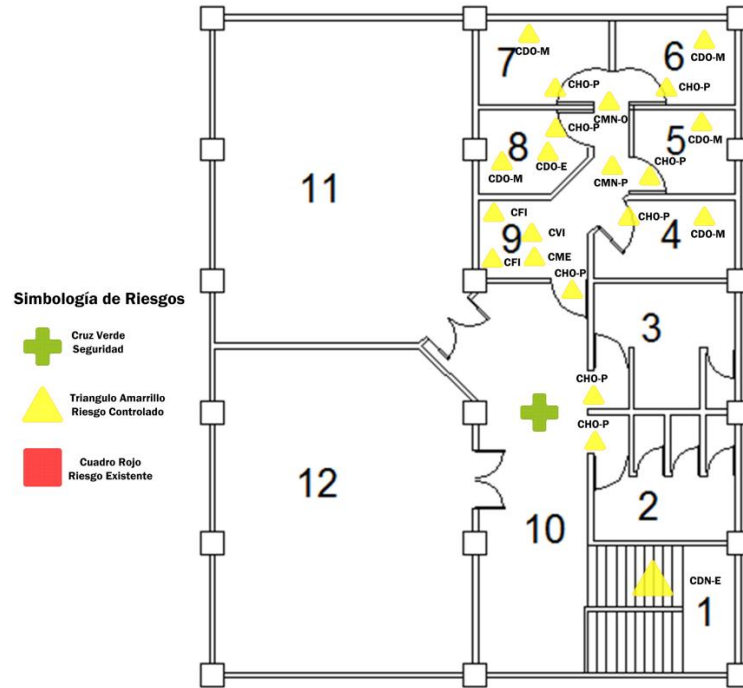 7
CDO-M
6
CDO-M
CHO-P
CHO-P
CMN-O
CHO-P
5
CDO-M
8
CDO-M
CDO-E
CMN-P
CHO-P
CFI
9
CVI
CFI
CME
CHO-P
4
CDO-M
CHO-P
11
3
CHO-P
CHO-P
12
10
2
CDN-E
1
Simbología de Riesgos
Cruz Verde
Seguridad
Triangulo Amarrillo
Riesgo Controlado
Cuadro Rojo
Riesgo Existente